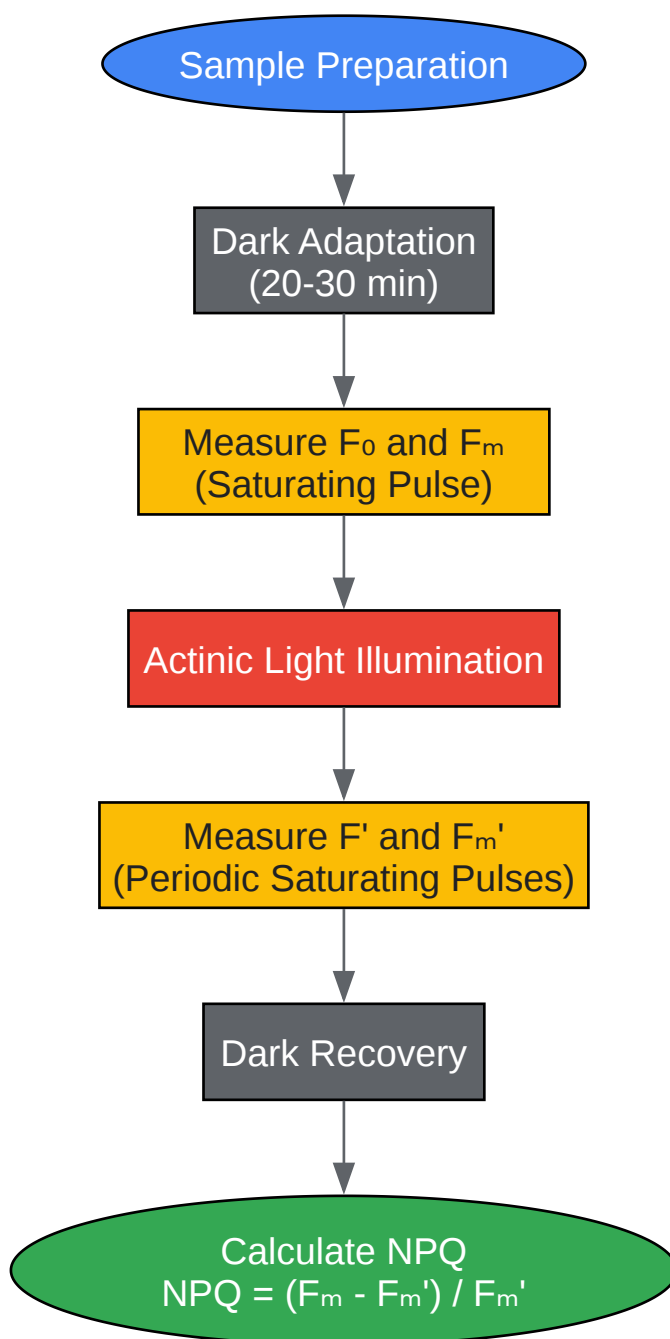 Sample Preparation
Dark Adaptation
(20-30 min)
Measure F₀ and Fₘ
(Saturating Pulse)
Actinic Light Illumination
Measure F' and Fₘ'
(Periodic Saturating Pulses)
Dark Recovery
Calculate NPQ
NPQ = (Fₘ - Fₘ') / Fₘ'